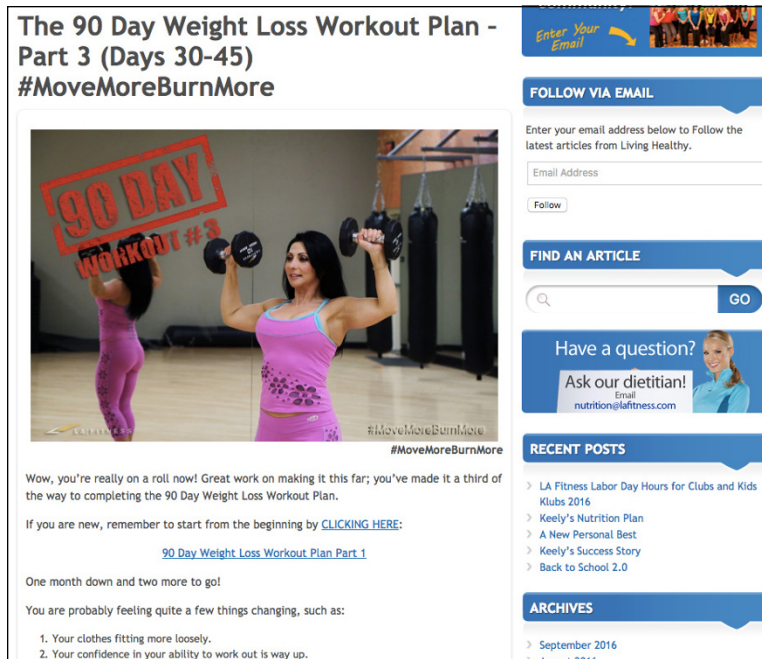 The 90 Day Weight Loss Workout Plan –
Part 3 (Days 30-45)
#MoveMoreBurnMore
90 DAY
WORKOUT #3
LA FITNESS
#MoveMoreBurnMore
#MoveMoreBurnMore
Wow, you're really on a roll now! Great work on making it this far; you've made it a third of
the way to completing the 90 Day Weight Loss Workout Plan.
If you are new, remember to start from the beginning by CLICKING HERE:
90 Day Weight Loss Workout Plan Part 1
One month down and two more to go!
You are probably feeling quite a few things changing, such as:
1. Your clothes fitting more loosely.
2. Your confidence in your ability to work out is way up.
community!
Enter Your
Email
FOLLOW VIA EMAIL
Enter your email address below to Follow the
latest articles from Living Healthy.
Email Address
Follow
FIND AN ARTICLE
GO
Have a question?
Ask our dietitian!
Email
nutrition@lafitness.com
RECENT POSTS
LA Fitness Labor Day Hours for Clubs and Kids
Klubs 2016
Keely's Nutrition Plan
A New Personal Best
Keely's Success Story
Back to School 2.0
ARCHIVES
September 2016
August 2016